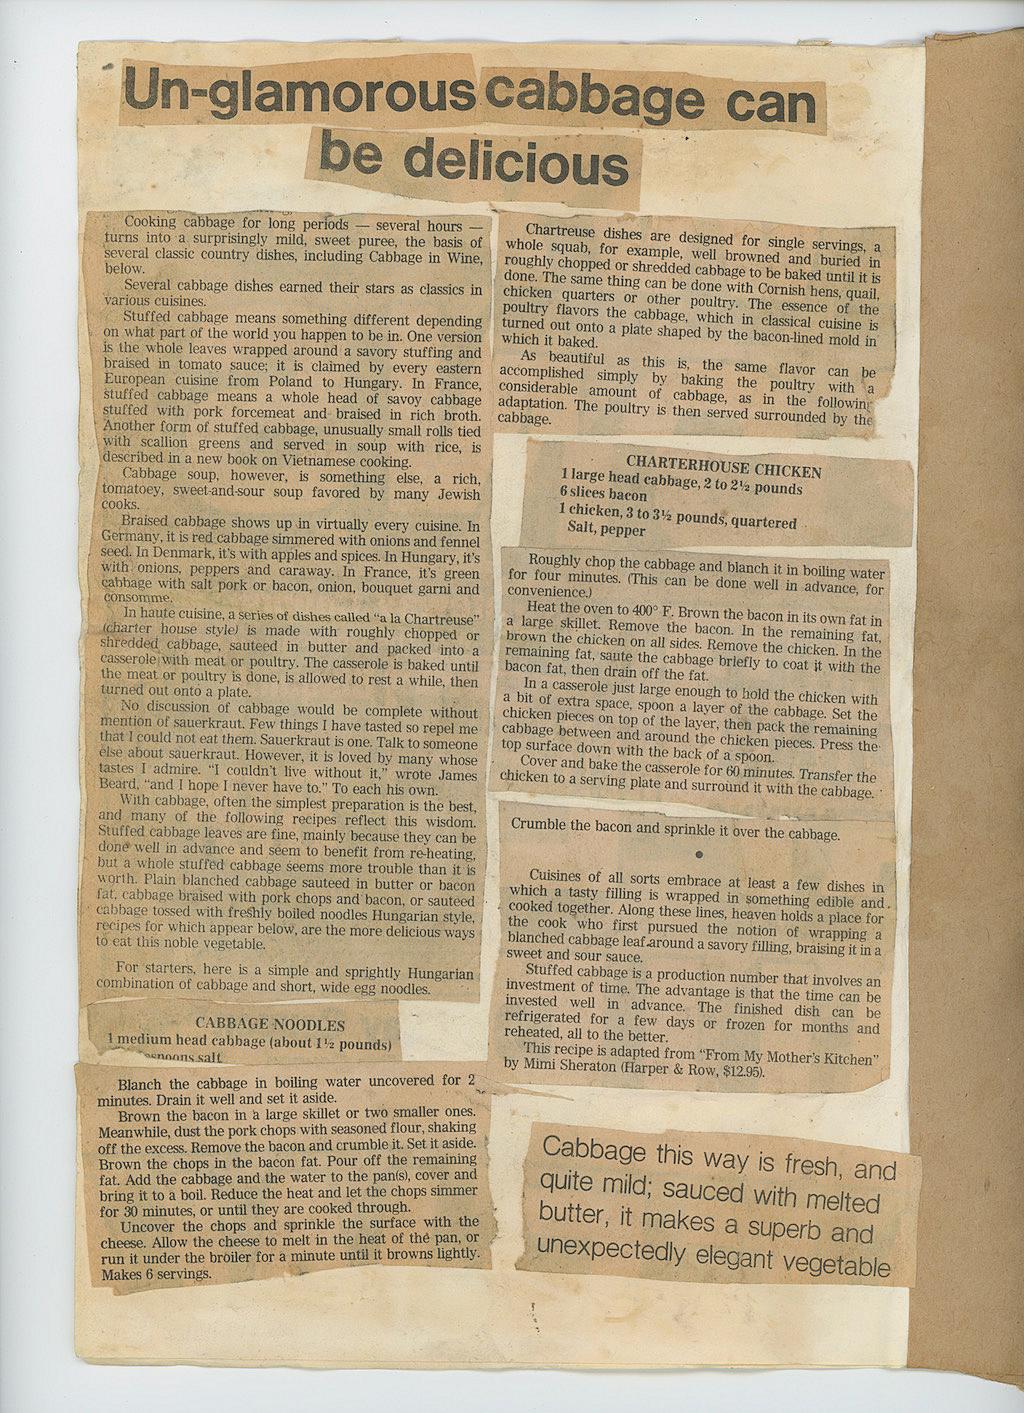 Un-glamorous cabbage can
be delicious
Cooking cabbage for long periods — several hours —
turns into a surprisingly mild, sweet puree, the basis of
several classic country dishes, including Cabbage in Wine,
below.
Several cabbage dishes earned their stars as classics in
various cuisines.
Stuffed cabbage means something different depending
on what part of the world you happen to be in. One version
is the whole leaves wrapped around a savory stuffing and
braised in tomato sauce; it is claimed by every eastern
European cuisine from Poland to Hungary. In France,
stuffed cabbage means a whole head of savoy cabbage
stuffed with pork forcemeat and braised in rich broth.
Another form of stuffed cabbage, unusually small rolls tied
with scallion greens and served in soup with rice, is
described in a new book on Vietnamese cooking.
Cabbage soup, however, is something else, a rich,
tomatoey, sweet-and-sour soup favored by many Jewish
cooks.
Braised cabbage shows up in virtually every cuisine. In
Germany, it is red cabbage simmered with onions and fennel
seed. In Denmark, it's with apples and spices. In Hungary, it's
with onions, peppers and caraway. In France, it's green
cabbage with salt pork or bacon, onion, bouquet garni and
consomme.
In haute cuisine, a series of dishes called "a la Chartreuse"
(charter house style) is made with roughly chopped or
shredded cabbage, sauteed in butter and packed into a
casserole with meat or poultry. The casserole is baked until
the meat or poultry is done, is allowed to rest a while, then
turned out onto a plate.
No discussion of cabbage would be complete without
mention of sauerkraut. Few things I have tasted so repel me
that I could not eat them. Sauerkraut is one. Talk to someone
else about sauerkraut. However, it is loved by many whose
tastes I admire. "I couldn't live without it," wrote James
Beard, "and I hope I never have to." To each his own.
With cabbage, often the simplest preparation is the best,
and many of the following recipes reflect this wisdom.
Stuffed cabbage leaves are fine, mainly because they can be
done well in advance and seem to benefit from re-heating,
but a whole stuffed cabbage seems more trouble than it is
worth. Plain blanched cabbage sauteed in butter or bacon
fat, cabbage braised with pork chops and bacon, or sauteed
cabbage tossed with freshly boiled noodles Hungarian style,
recipes for which appear below, are the more delicious ways
to eat this noble vegetable.
For starters, here is a simple and sprightly Hungarian
combination of cabbage and short, wide egg noodles.
CABBAGE NOODLES
1 medium head cabbage (about 1½ pounds)
salt
Blanch the cabbage in boiling water uncovered for 2
minutes. Drain it well and set it aside.
Brown the bacon in a large skillet or two smaller ones.
Meanwhile, dust the pork chops with seasoned flour, shaking
off the excess. Remove the bacon and crumble it. Set it aside.
Brown the chops in the bacon fat. Pour off the remaining
fat. Add the cabbage and the water to the pan(s), cover and
bring it to a boil. Reduce the heat and let the chops simmer
for 30 minutes, or until they are cooked through.
Uncover the chops and sprinkle the surface with the
cheese. Allow the cheese to melt in the heat of the pan, or
run it under the broiler for a minute until it browns lightly.
Makes 6 servings.
Chartreuse dishes are designed for single servings, a
whole squab, for example, well browned and buried in
roughly chopped or shredded cabbage to be baked until it is
done. The same thing can be done with Cornish hens, quail,
chicken quarters or other poultry. The essence of the
poultry flavors the cabbage, which in classical cuisine is
turned out onto a plate shaped by the bacon-lined mold in
which it baked.
As beautiful as this is, the same flavor can be
accomplished simply by baking the poultry with a
considerable amount of cabbage, as in the following
adaptation. The poultry is then served surrounded by the
cabbage.
CHARTERHOUSE CHICKEN
1 large head cabbage, 2 to 2½ pounds
6 slices bacon
1 chicken, 3 to 3½ pounds, quartered
Salt, pepper
Roughly chop the cabbage and blanch it in boiling water
for four minutes. (This can be done well in advance, for
convenience.)
Heat the oven to 400° F. Brown the bacon in its own fat in
a large skillet. Remove the bacon. In the remaining fat,
brown the chicken on all sides. Remove the chicken. In the
remaining fat, saute the cabbage briefly to coat it with the
bacon fat, then drain off the fat.
In a casserole just large enough to hold the chicken with
a bit of extra space, spoon a layer of the cabbage. Set the
chicken pieces on top of the layer, then pack the remaining
cabbage between and around the chicken pieces. Press the
top surface down with the back of a spoon.
Cover and bake the casserole for 60 minutes. Transfer the
chicken to a serving plate and surround it with the cabbage.
Crumble the bacon and sprinkle it over the cabbage.
Cuisines of all sorts embrace at least a few dishes in
which a tasty filling is wrapped in something edible and
cooked together. Along these lines, heaven holds a place for
the cook who first pursued the notion of wrapping a
blanched cabbage leaf around a savory filling, braising it in a
sweet and sour sauce.
Stuffed cabbage is a production number that involves an
investment of time. The advantage is that the time can be
invested well in advance. The finished dish can be
refrigerated for a few days or frozen for months and
reheated, all to the better.
This recipe is adapted from "From My Mother's Kitchen"
by Mimi Sheraton (Harper & Row, $12.95).
Cabbage this way is fresh, and
quite mild; sauced with melted
butter, it makes a superb and
unexpectedly elegant vegetable